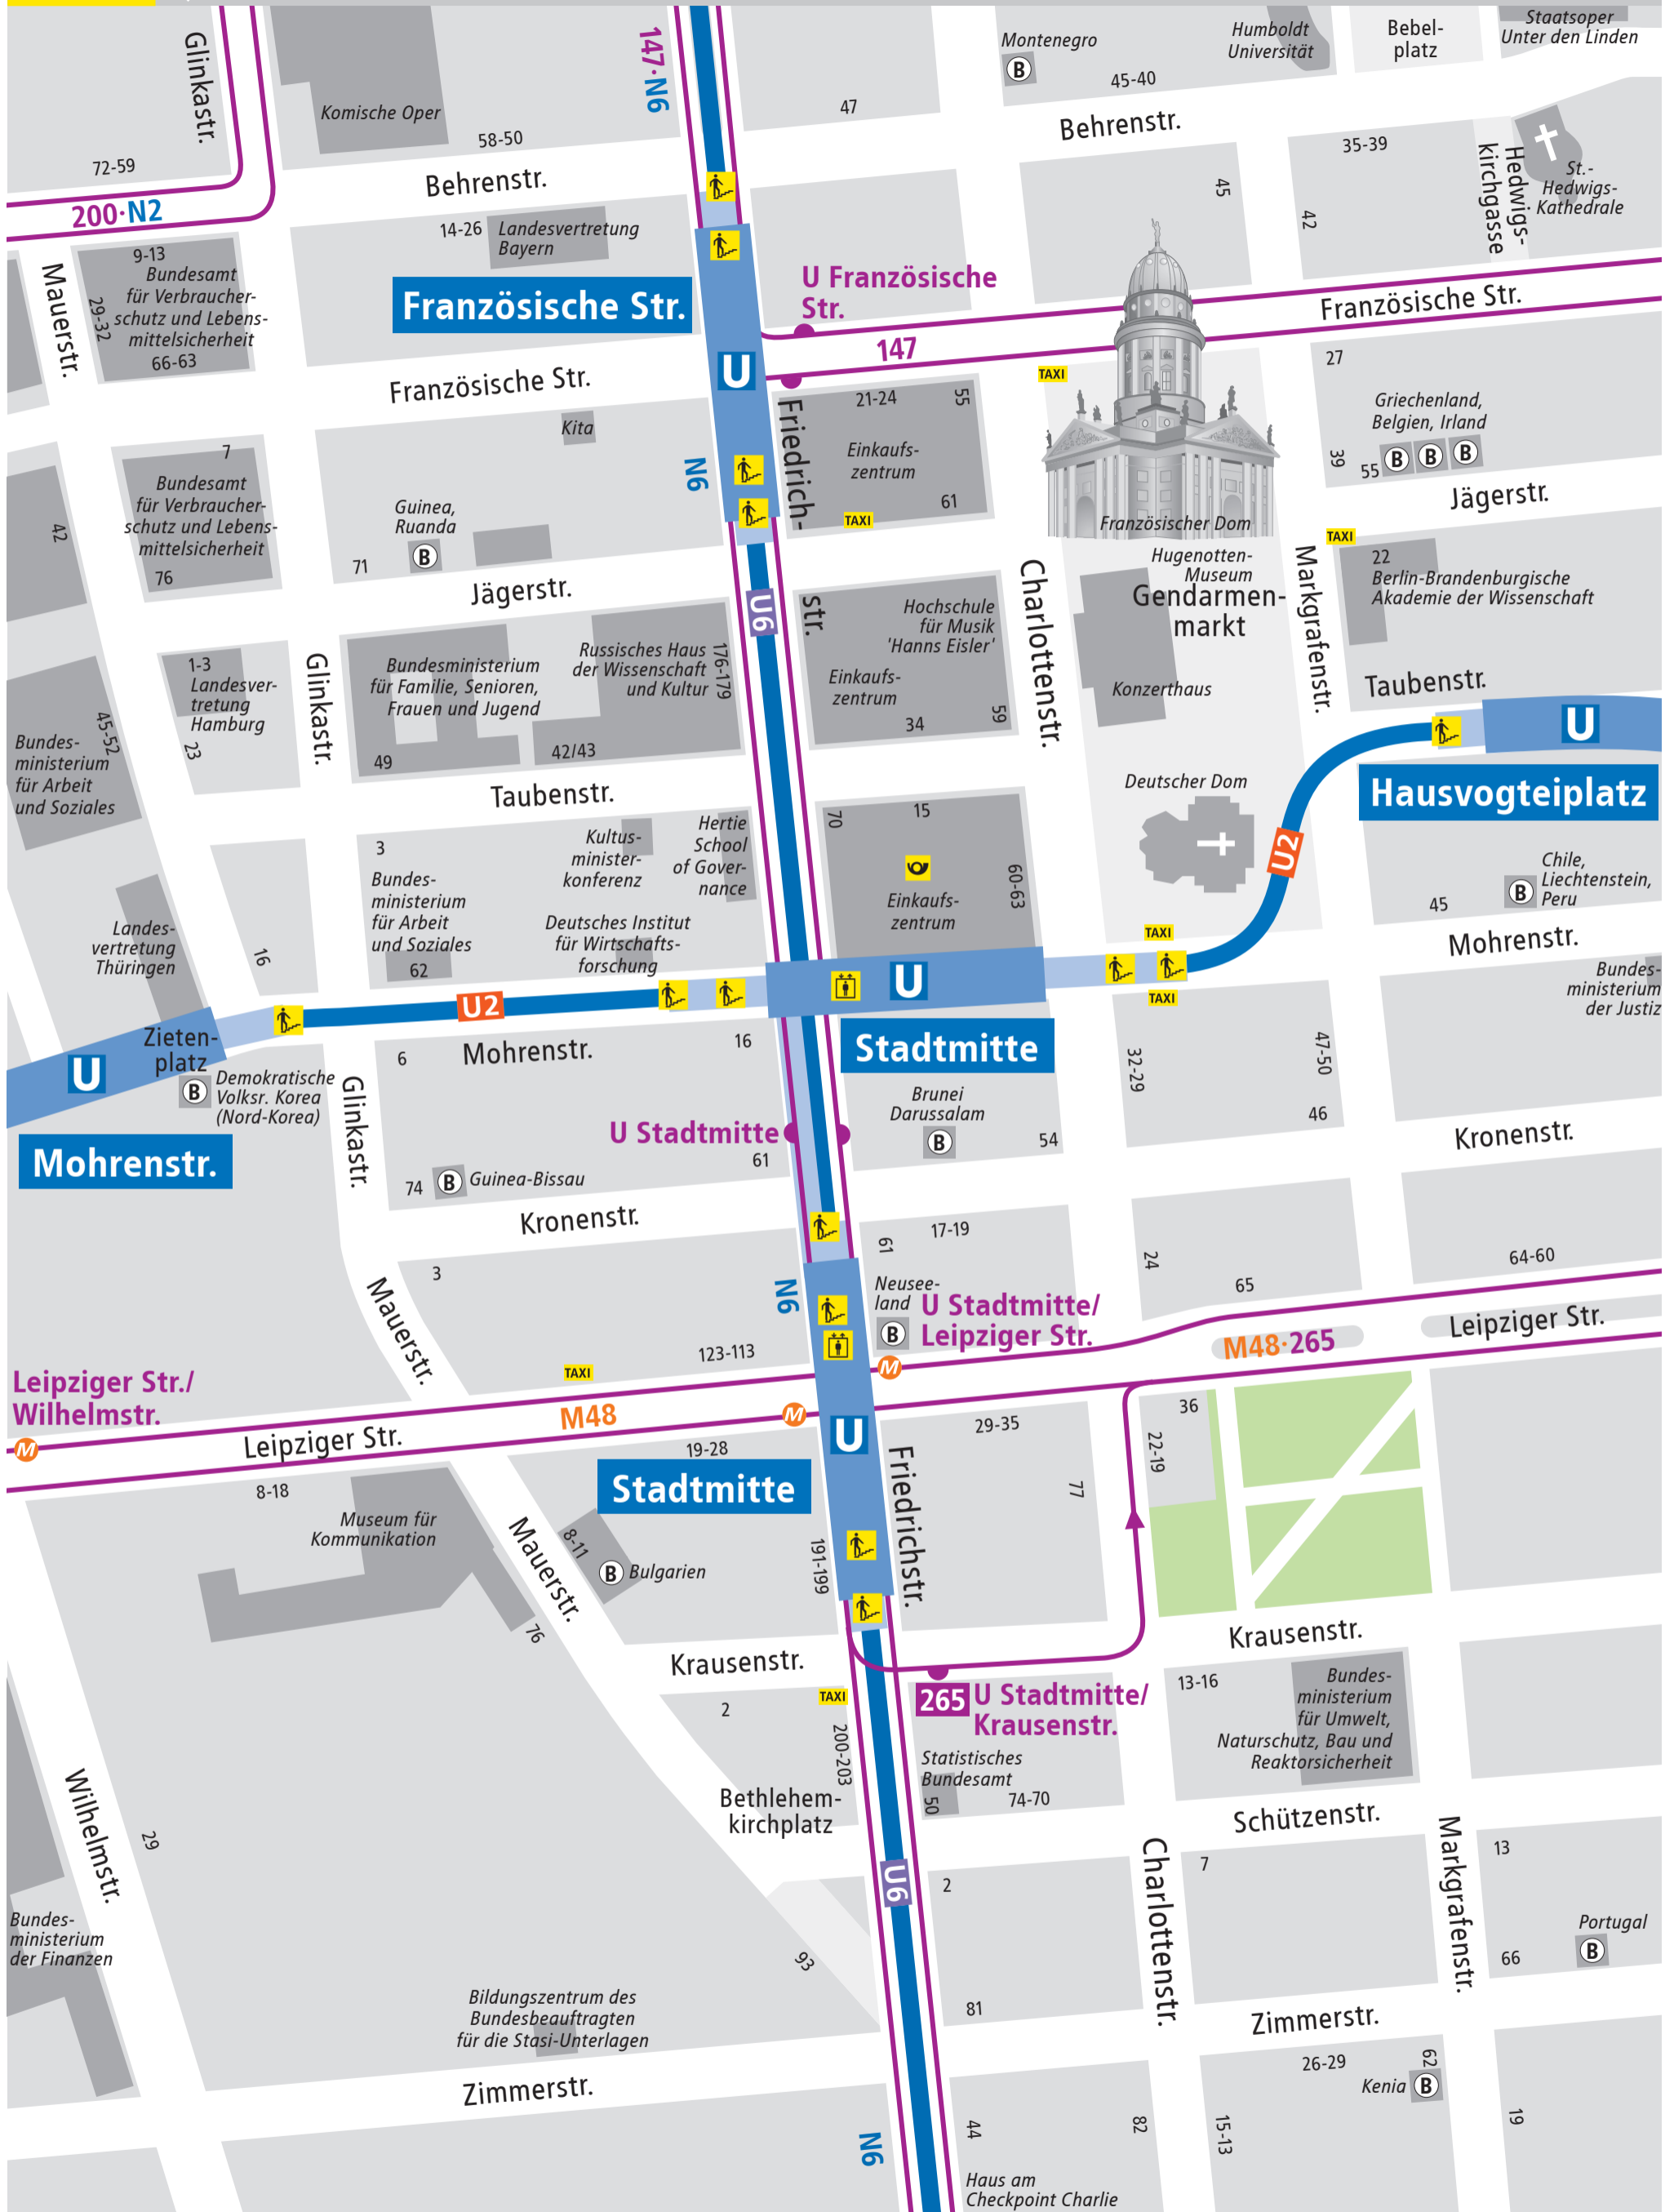 Glinkastr.
Komische Oper
147·N6
47
Montenegro
B
45-40
Humboldt
Universität
Bebel-
platz
Staatsoper
Unter den Linden
72-59
58-50
Behrenstr.
Behrenstr.
35-39
Hedwigs-
kirchgasse
St.-
Hedwigs-
Kathedrale
200·N2
14-26
Landesvertretung
Bayern
45
42
Mauerstr.
9-13
Bundesamt
für Verbraucher-
schutz und Lebens-
mittelsicherheit
29-32
66-63
Französische Str.
U Französische
Str.
Französische Str.
147
U
Französische Str.
TAXI
27
Kita
Friedrich-
str.
21-24
55
Einkaufs-
zentrum
61
TAXI
Griechenland,
Belgien, Irland
39
55
B
B
B
N6
7
Bundesamt
für Verbraucher-
schutz und Lebens-
mittelsicherheit
76
42
Guinea,
Ruanda
B
71
Jägerstr.
Jägerstr.
Französischer Dom
Hugenotten-
Museum
Gendarmen-
markt
TAXI
22
Berlin-Brandenburgische
Akademie der Wissenschaft
U6
Charlottenstr.
Markgrafenstr.
Hochschule
für Musik
'Hanns Eisler'
Einkaufs-
zentrum
34
59
Konzerthaus
Taubenstr.
1-3
Landesver-
tretung
Hamburg
23
Glinkastr.
Bundesministerium
für Familie, Senioren,
Frauen und Jugend
49
Russisches Haus
der Wissenschaft
und Kultur
176-179
42/43
45-52
Bundes-
ministerium
für Arbeit
und Soziales
U
Hausvogteiplatz
Taubenstr.
Deutscher Dom
U2
3
Bundes-
ministerium
für Arbeit
und Soziales
62
Kultus-
minister-
konferenz
Hertie
School
of Gover-
nance
Deutsches Institut
für Wirtschafts-
forschung
70
15
Einkaufs-
zentrum
60-63
Chile,
Liechtenstein,
Peru
B
45
Landes-
vertretung
Thüringen
16
TAXI
Mohrenstr.
Bundes-
ministerium
der Justiz
U2
U
TAXI
Zieten-
platz
U
B
Demokratische
Volksr. Korea
(Nord-Korea)
Mohrenstr.
6
Mohrenstr.
16
Stadtmitte
32-29
47-50
46
Glinkastr.
Brunei
Darussalam
B
54
U Stadtmitte
61
Kronenstr.
74
B
Guinea-Bissau
Kronenstr.
17-19
61
3
N6
Neusee-
land
B
U Stadtmitte/
Leipziger Str.
24
65
64-60
Mauerstr.
123-113
TAXI
Leipziger Str.
M48·265
M
Leipziger Str./
Wilhelmstr.
M
Leipziger Str.
M48
M
U
29-35
36
22-19
77
8-18
19-28
Stadtmitte
Friedrichstr.
Museum für
Kommunikation
Mauerstr.
8-11
B
Bulgarien
191-199
76
Krausenstr.
Krausenstr.
2
TAXI
200-203
265
U Stadtmitte/
Krausenstr.
13-16
Bundes-
ministerium
für Umwelt,
Naturschutz, Bau und
Reaktorsicherheit
Statistisches
Bundesamt
50
74-70
Bethlehem-
kirchplatz
Wilhelmstr.
29
Schützenstr.
U6
2
Charlottenstr.
7
Markgrafenstr.
13
Bundes-
ministerium
der Finanzen
93
Portugal
B
66
Bildungszentrum des
Bundesbeauftragten
für die Stasi-Unterlagen
81
Zimmerstr.
Zimmerstr.
26-29
62
Kenia
B
N6
44
82
15-13
19
Haus am
Checkpoint Charlie